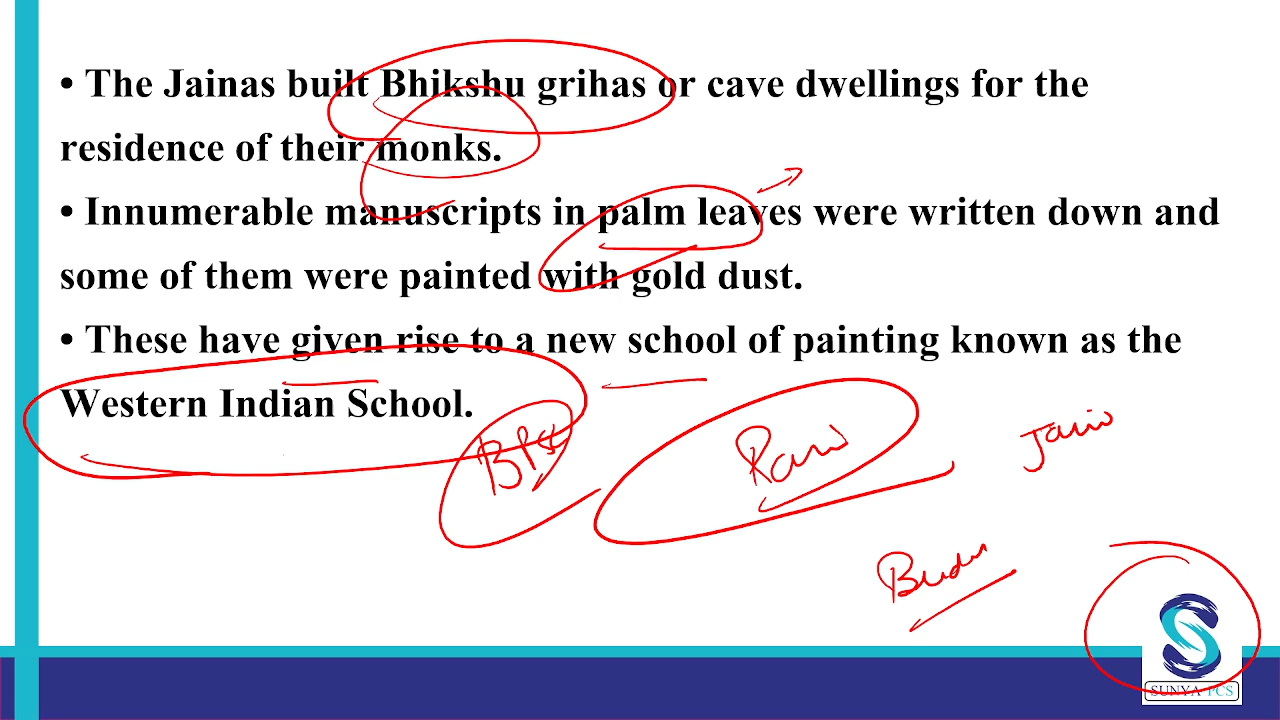 • The Jainas built Bhikshu grihas or cave dwellings for the
residence of their monks.
• Innumerable manuscripts in palm leaves were written down and
some of them were painted with gold dust.
• These have given rise to a new school of painting known as the
Western Indian School.
SUNYA PCS